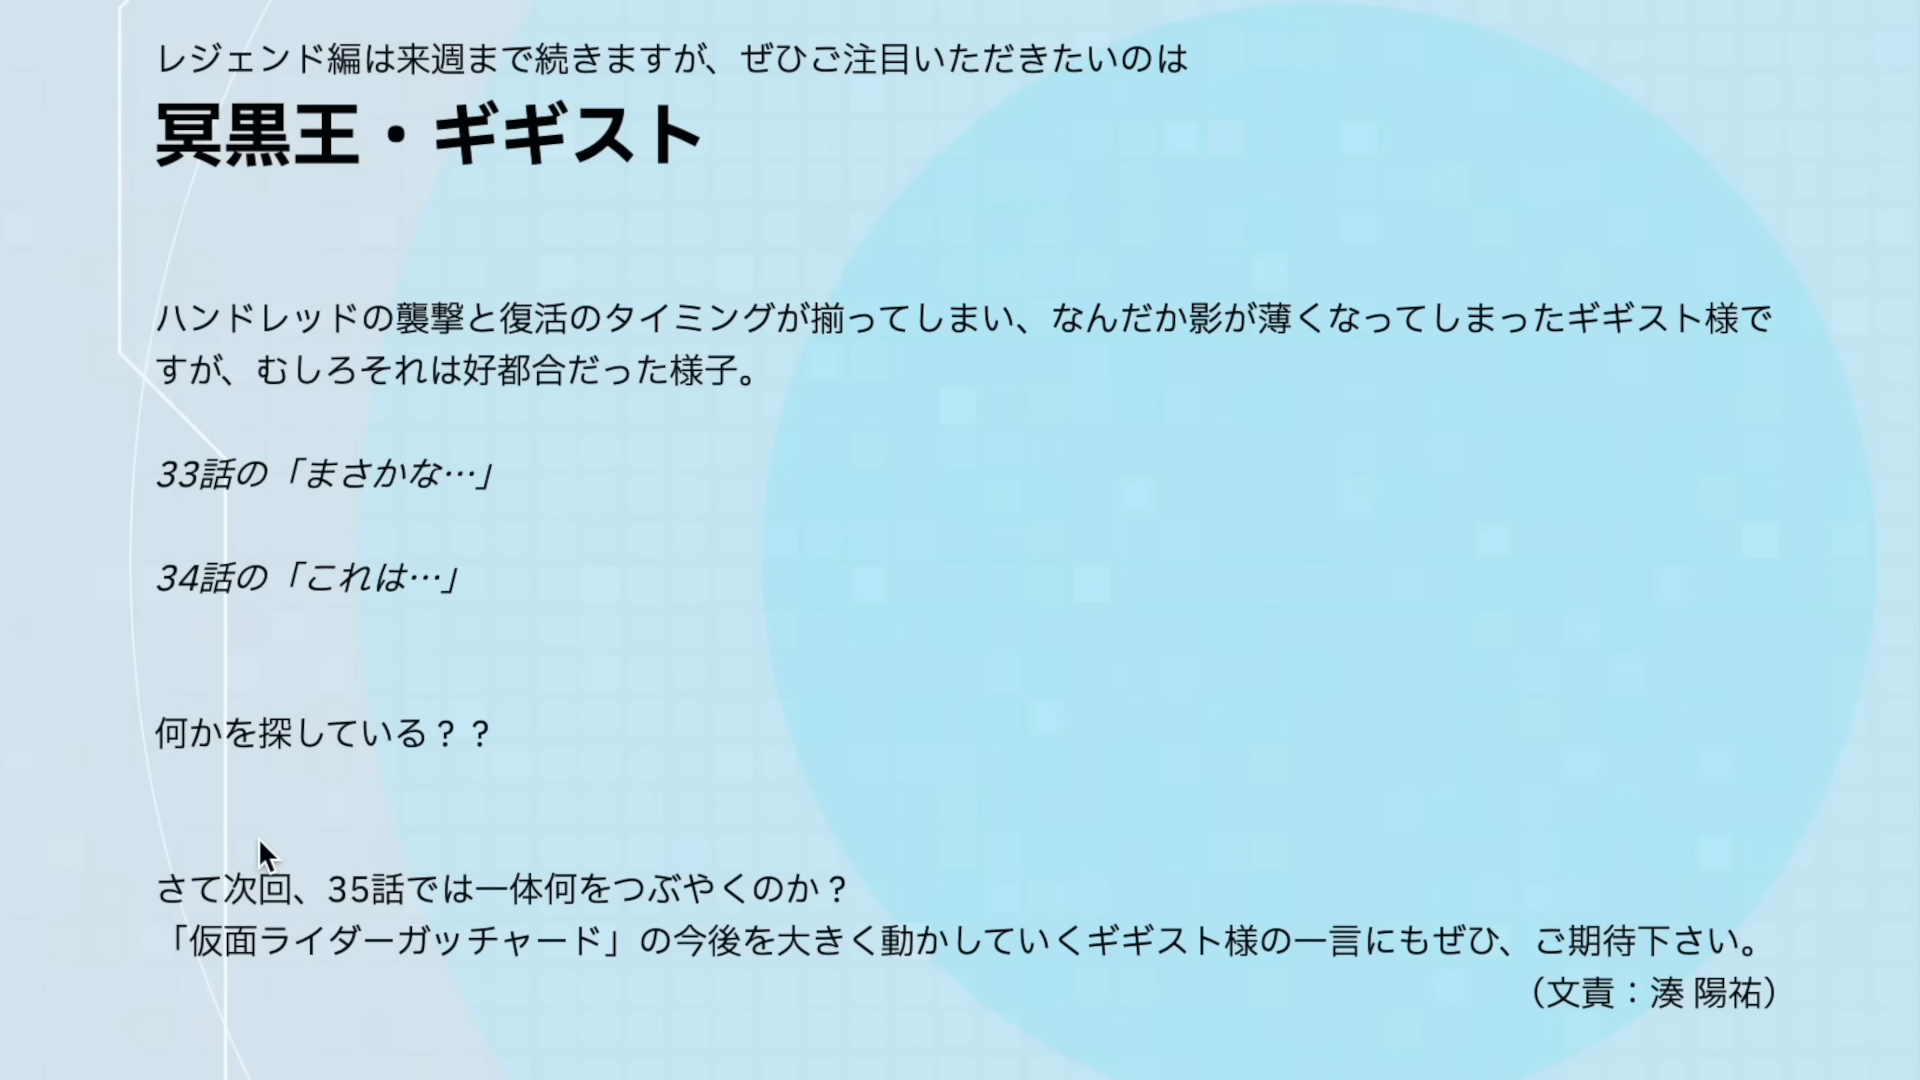 レジェンド編は来週まで続きますが、ぜひご注目いただきたいのは
冥黒王・ギギスト
ハンドレッドの襲撃と復活のタイミングが揃ってしまい、なんだか影が薄くなってしまったギギスト様で
すが、むしろそれは好都合だった様子。
33話の「まさかな…」
34話の「これは…」
何かを探している？？
さて次回、35話では一体何をつぶやくのか？
「仮面ライダーガッチャード」の今後を大きく動かしていくギギスト様の一言にもぜひ、ご期待下さい。
（文責：湊 陽祐）